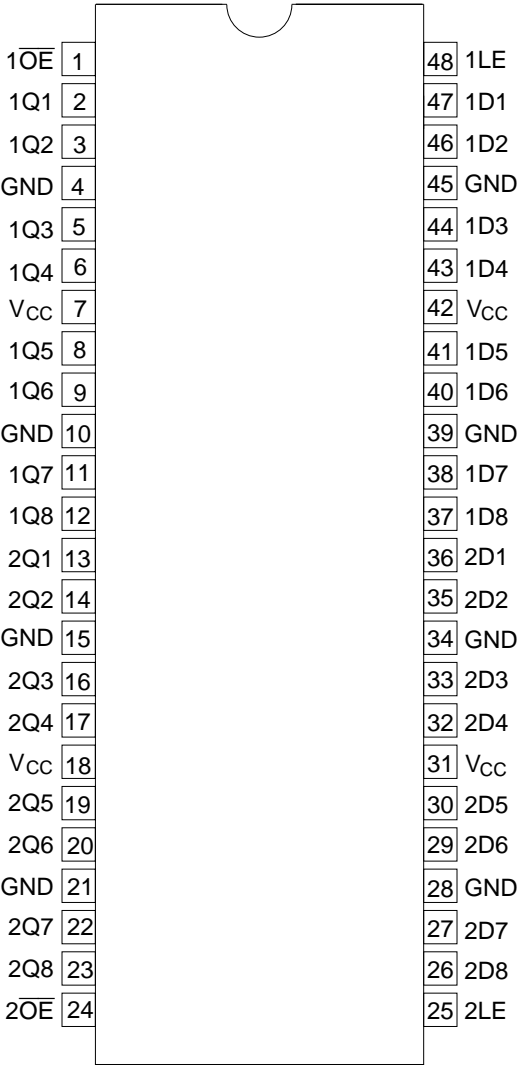 1O̅E̅ 1 48 1LE
1Q1 2 47 1D1
1Q2 3 46 1D2
GND 4 45 GND
1Q3 5 44 1D3
1Q4 6 43 1D4
VCC 7 42 VCC
1Q5 8 41 1D5
1Q6 9 40 1D6
GND 10 39 GND
1Q7 11 38 1D7
1Q8 12 37 1D8
2Q1 13 36 2D1
2Q2 14 35 2D2
GND 15 34 GND
2Q3 16 33 2D3
2Q4 17 32 2D4
VCC 18 31 VCC
2Q5 19 30 2D5
2Q6 20 29 2D6
GND 21 28 GND
2Q7 22 27 2D7
2Q8 23 26 2D8
2O̅E̅ 24 25 2LE